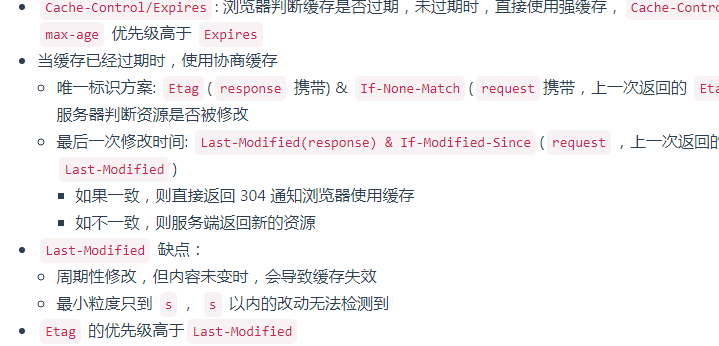 Cache-Control/Expires：浏览器判断缓存是否过期，未过期时，直接使用强缓存，Cache-Contro
max-age 优先级高于 Expires
当缓存已经过期时，使用协商缓存
唯一标识方案: Etag ( response 携带) & If-None-Match ( request携带，上一次返回的 Eta
服务器判断资源是否被修改
最后一次修改时间: Last-Modified(response) & If-Modified-Since ( request ，上一次返回的
Last-Modified )
如果一致，则直接返回 304 通知浏览器使用缓存
如不一致，则服务端返回新的资源
Last-Modified 缺点：
周期性修改，但内容未变时，会导致缓存失效
最小粒度只到 s ， s 以内的改动无法检测到
Etag 的优先级高于 Last-Modified